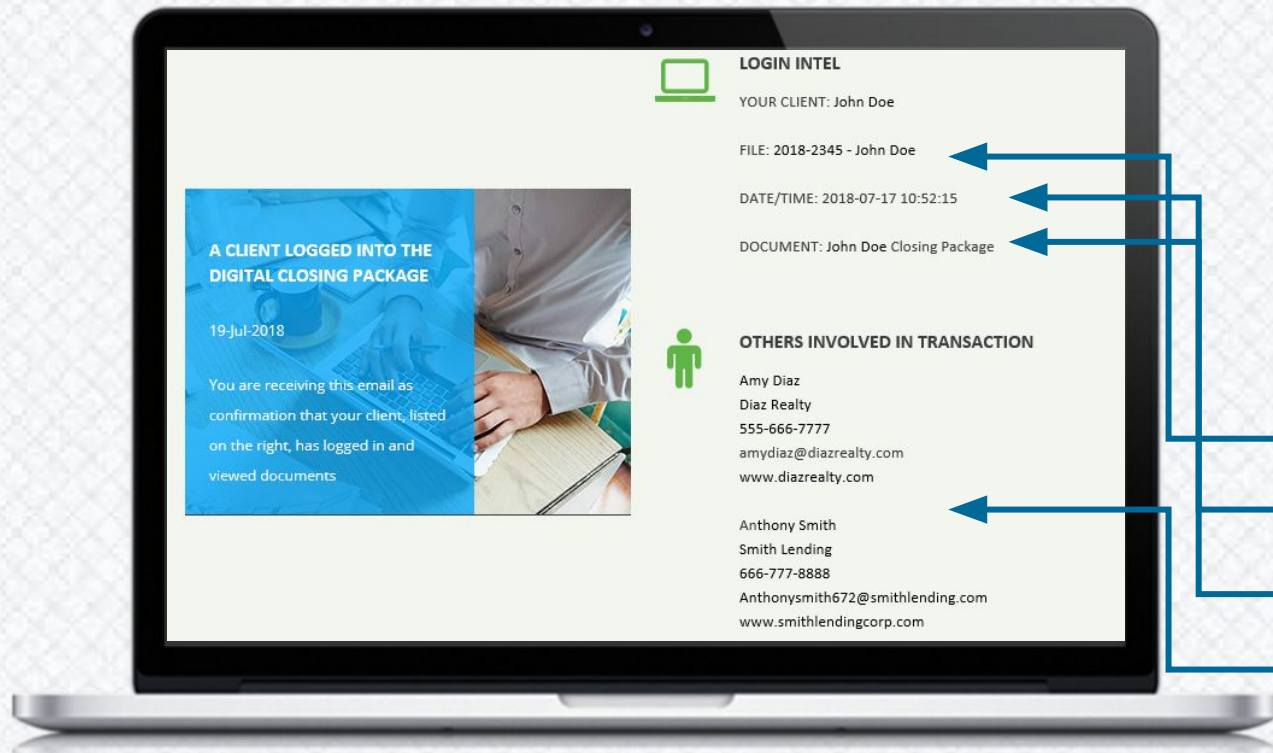 A CLIENT LOGGED INTO THE
DIGITAL CLOSING PACKAGE
19-Jul-2018
You are receiving this email as
confirmation that your client, listed
on the right, has logged in and
viewed documents
LOGIN INTEL
YOUR CLIENT: John Doe
FILE: 2018-2345 - John Doe
DATE/TIME: 2018-07-17 10:52:15
DOCUMENT: John Doe Closing Package
OTHERS INVOLVED IN TRANSACTION
Amy Diaz
Diaz Realty
555-666-7777
amydiaz@diazrealty.com
www.diazrealty.com
Anthony Smith
Smith Lending
666-777-8888
Anthonysmith672@smithlending.com
www.smithlendingcorp.com